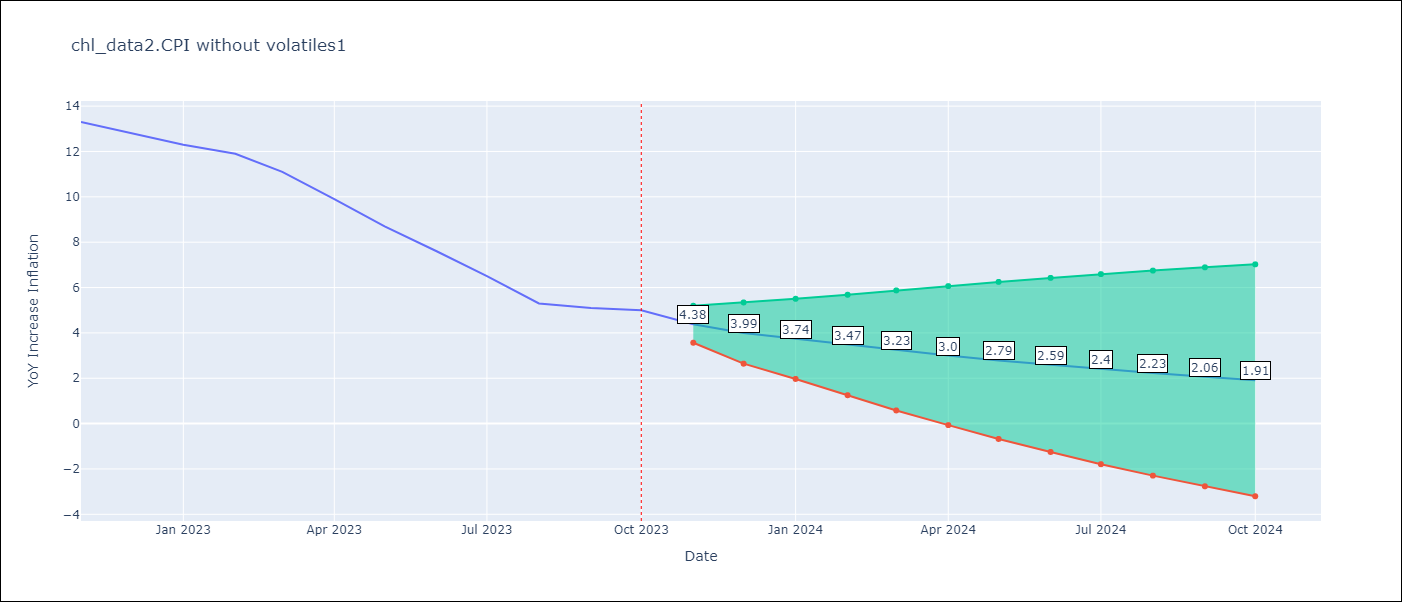 chl_data2.CPI without volatiles1
YoY Increase Inflation
14
12
10
8
6
4
2
0
−2
−4
4.38
3.99
3.74
3.47
3.23
3.0
2.79
2.59
2.4
2.23
2.06
1.91
Jan 2023
Apr 2023
Jul 2023
Oct 2023
Jan 2024
Apr 2024
Jul 2024
Oct 2024
Date